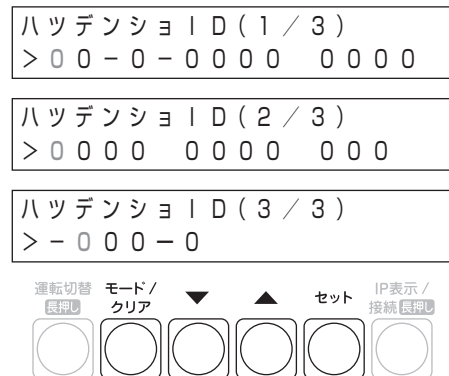 ハツデンショＩＤ(１／３)
>００−０−００００　００００
ハツデンショＩＤ(２／３)
>００００　００００　０００
ハツデンショＩＤ(３／３)
>−０００−０
運転切替 長押し
モード/クリア
▼
▲
セット
IP表示/接続 長押し